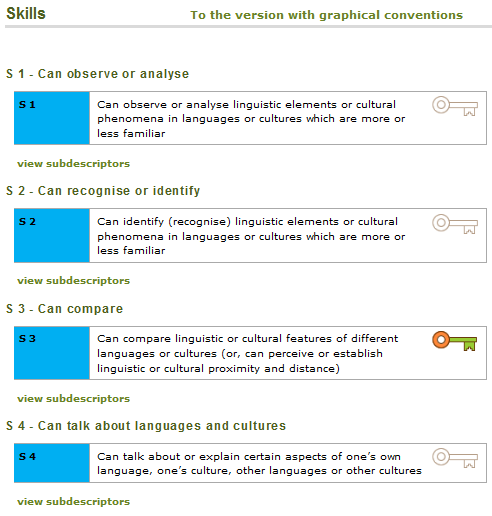 Skills To the version with graphical conventions
S 1 - Can observe or analyse
S 1 Can observe or analyse linguistic elements or cultural
phenomena in languages or cultures which are more or
less familiar
view subdescriptors
S 2 - Can recognise or identify
S 2 Can identify (recognise) linguistic elements or cultural
phenomena in languages or cultures which are more or
less familiar
view subdescriptors
S 3 - Can compare
S 3 Can compare linguistic or cultural features of different
languages or cultures (or, can perceive or establish
linguistic or cultural proximity and distance)
view subdescriptors
S 4 - Can talk about languages and cultures
S 4 Can talk about or explain certain aspects of one's own
language, one's culture, other languages or other cultures
view subdescriptors